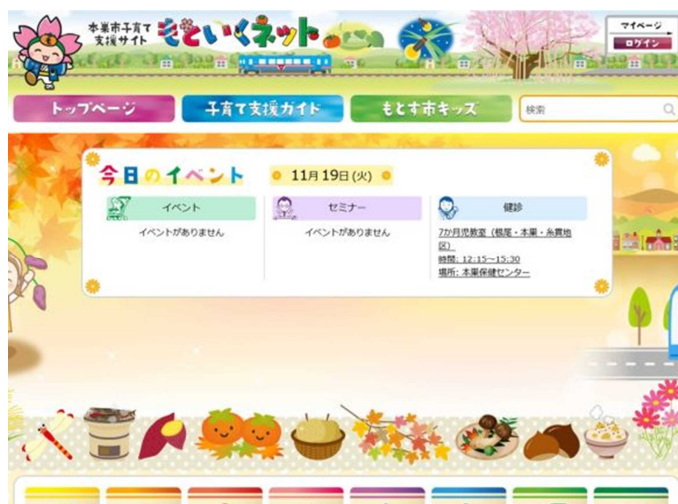 本巣市子育て
支援サイト
もといくネット
マイページ
ログイン
トップページ
子育て支援ガイド
もとす市キッズ
検索
今日のイベント
11月19日(火)
イベント
イベントがありません
セミナー
イベントがありません
健診
7か月児教室（根尾・本巣・糸貫地
区）
時間: 12:15～15:30
場所: 本巣保健センター